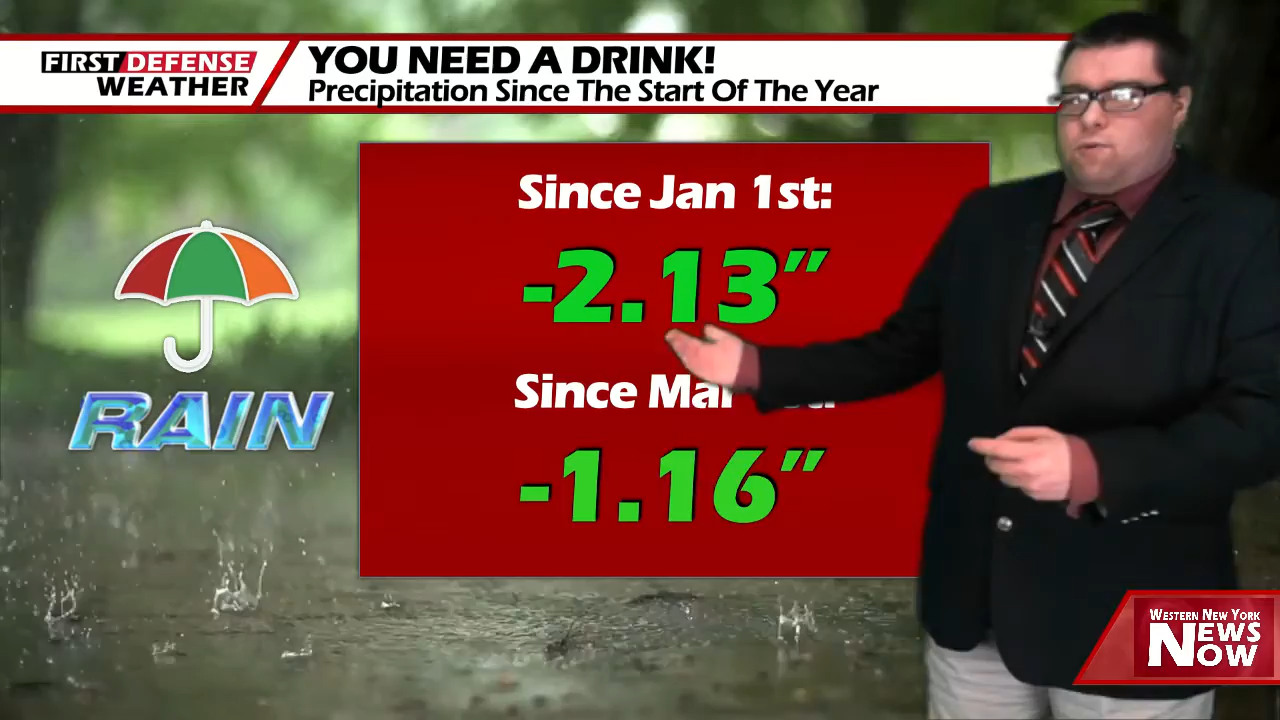 FIRST DEFENSE
WEATHER
YOU NEED A DRINK!
Precipitation Since The Start Of The Year
Since Jan 1st:
-2.13”
Since
-1.16”
RAIN
WESTERN NEW YORK
NEWS
NOW